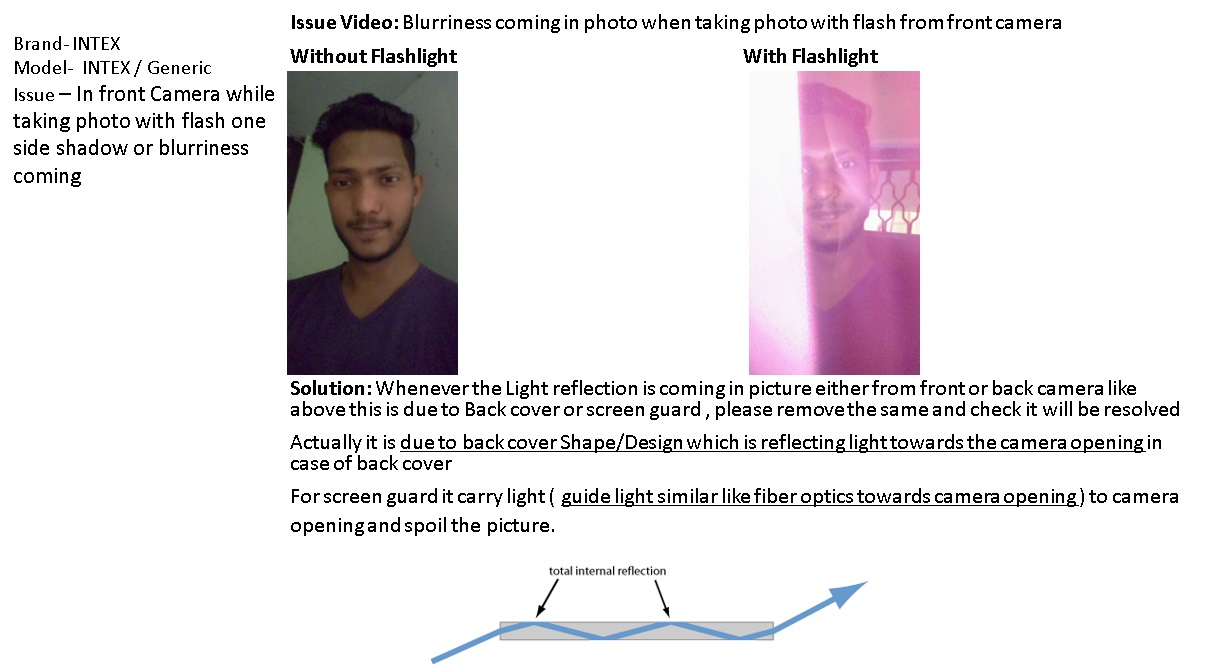 Brand- INTEX
Model-  INTEX / Generic
Issue – In front Camera while
taking photo with flash one
side shadow or blurriness
coming
Issue Video: Blurriness coming in photo when taking photo with flash from front camera
Without Flashlight
With Flashlight
Solution: Whenever the Light reflection is coming in picture either from front or back camera like
above this is due to Back cover or screen guard , please remove the same and check it will be resolved
Actually it is due to back cover Shape/Design which is reflecting light towards the camera opening in
case of back cover
For screen guard it carry light ( guide light similar like fiber optics towards camera opening ) to camera
opening and spoil the picture.
total internal reflection